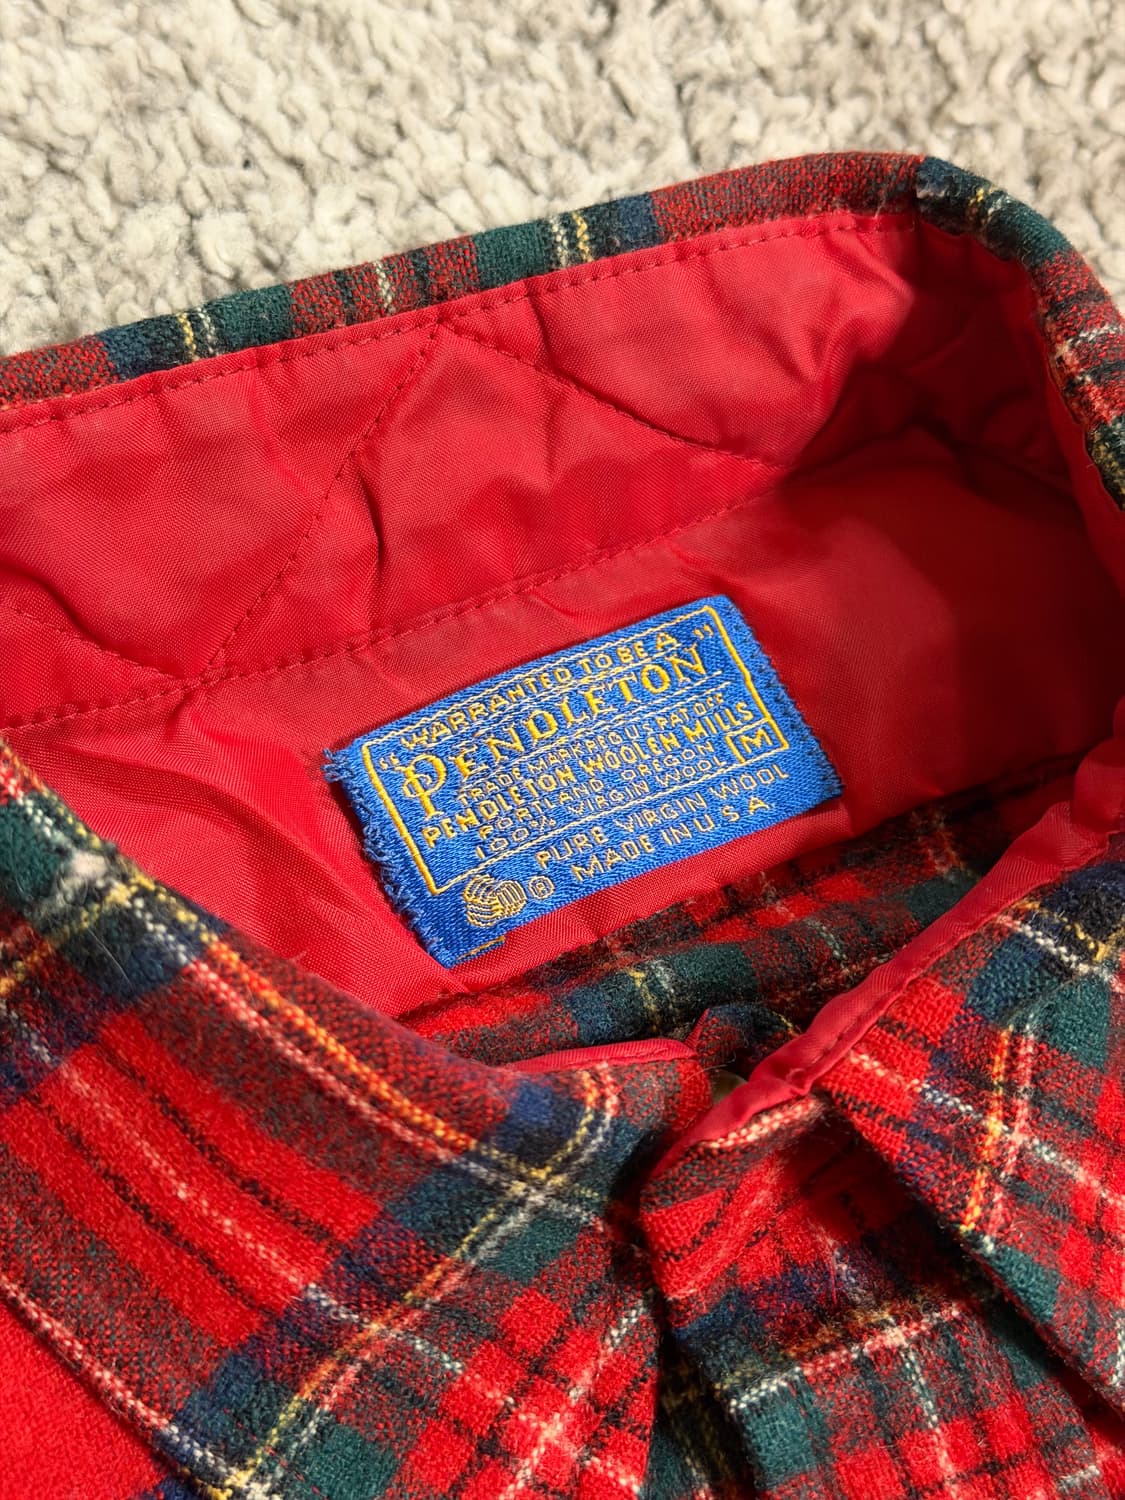 WARRANTED TO BE A
"PENDLETON"
TRADE MARK REG. U.S. PAT. OFF.
PENDLETON WOOLEN MILLS
PORTLAND, OREGON
100% VIRGIN WOOL
M
PURE VIRGIN WOOL
® MADE IN U.S.A.